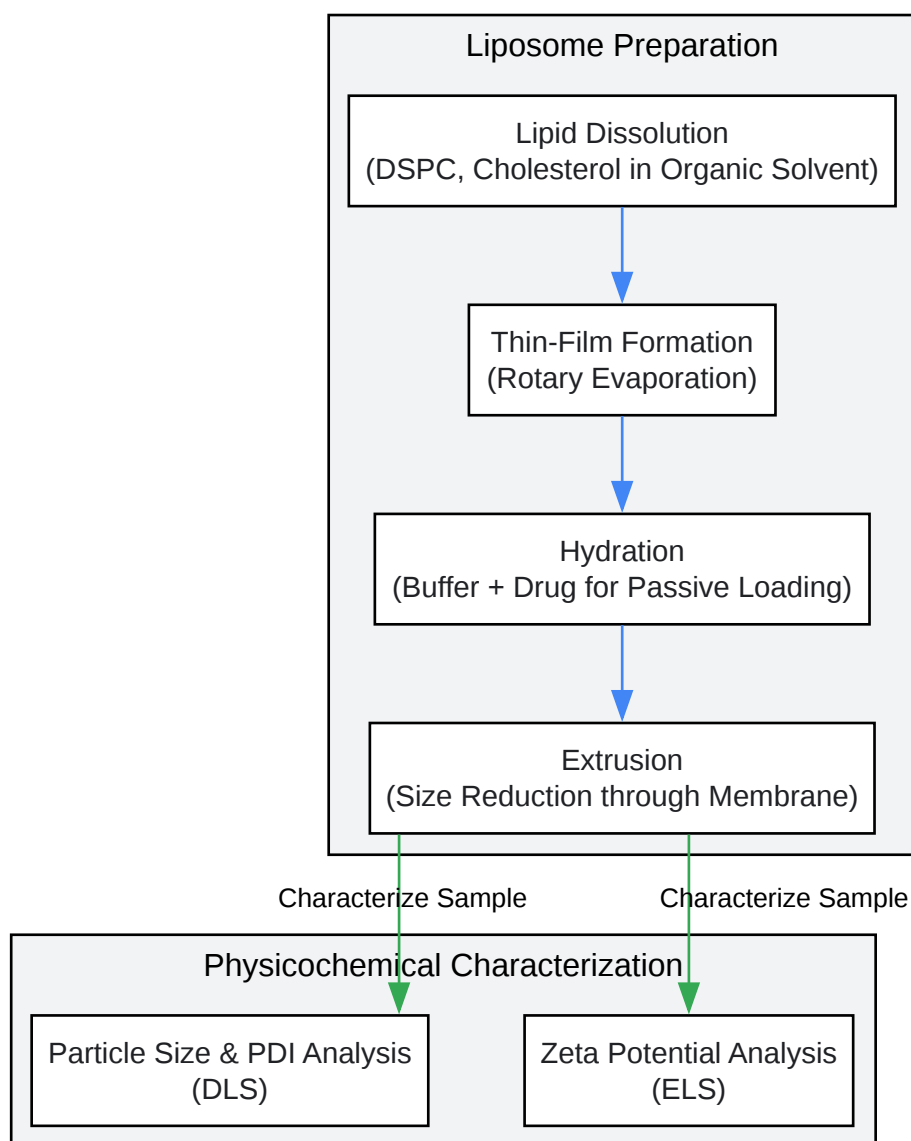 Liposome Preparation
Lipid Dissolution
(DSPC, Cholesterol in Organic Solvent)
Thin-Film Formation
(Rotary Evaporation)
Hydration
(Buffer + Drug for Passive Loading)
Extrusion
(Size Reduction through Membrane)
Characterize Sample
Characterize Sample
Physicochemical Characterization
Particle Size & PDI Analysis
(DLS)
Zeta Potential Analysis
(ELS)